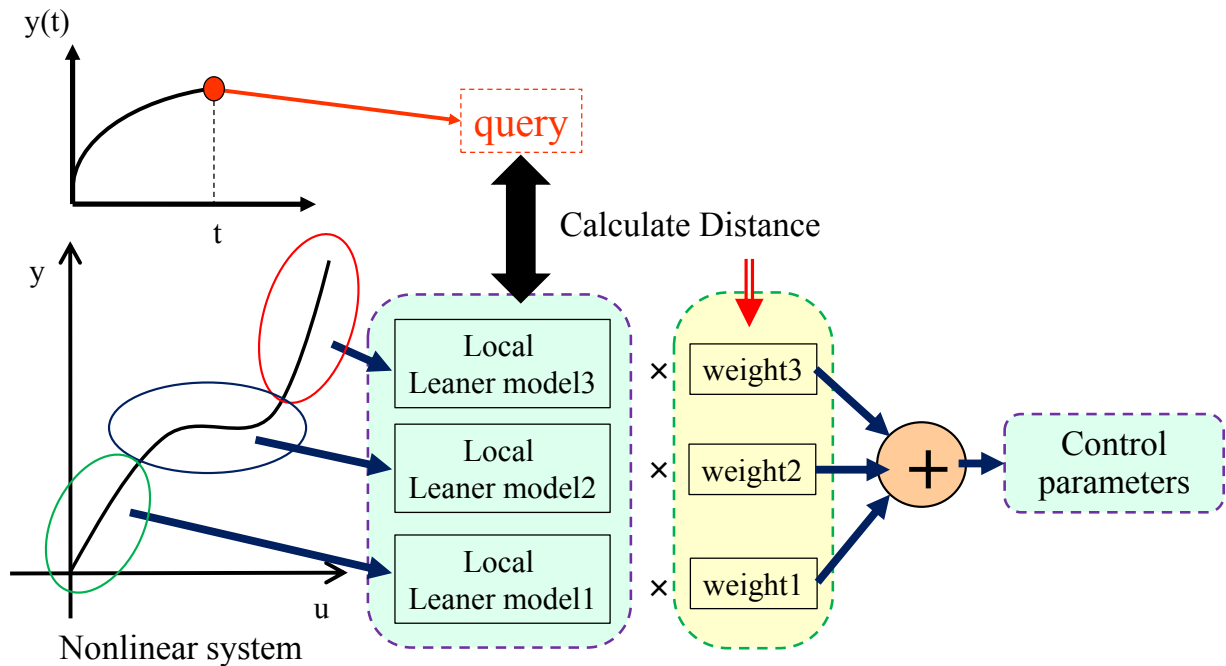 y(t)
query
t
Calculate Distance
y
Local
Leaner model3
×
weight3
Local
Leaner model2
×
weight2
+
Control
parameters
Local
Leaner model1
×
weight1
u
Nonlinear system